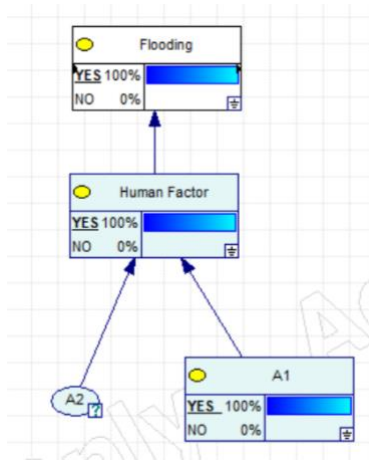 Flooding
YES 100%
NO 0%
Human Factor
YES 100%
NO 0%
A2
?
A1
YES 100%
NO 0%